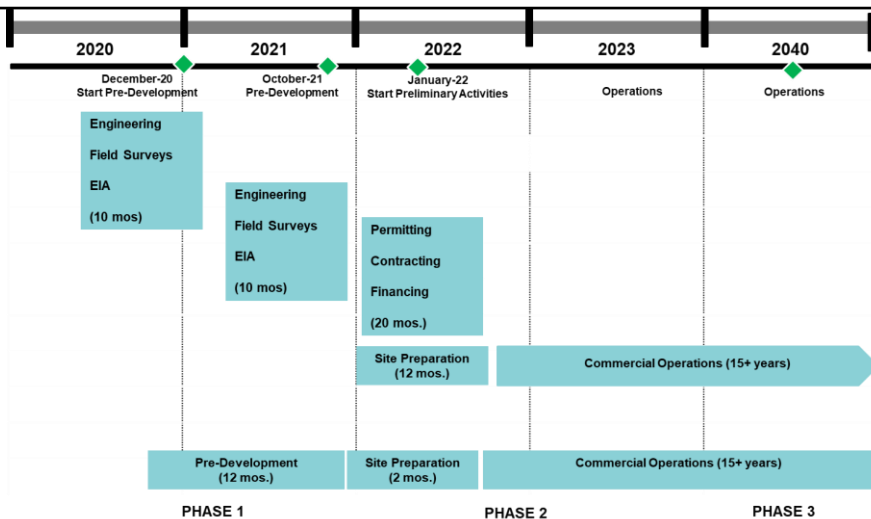 2020
2021
2022
2023
2040
December-20
Start Pre-Development
October-21
Pre-Development
January-22
Start Preliminary Activities
Operations
Operations
Engineering
Field Surveys
EIA
(10 mos)
Engineering
Field Surveys
EIA
(10 mos)
Permitting
Contracting
Financing
(20 mos.)
Site Preparation
(12 mos.)
Commercial Operations (15+ years)
Pre-Development
(12 mos.)
Site Preparation
(2 mos.)
Commercial Operations (15+ years)
PHASE 1
PHASE 2
PHASE 3